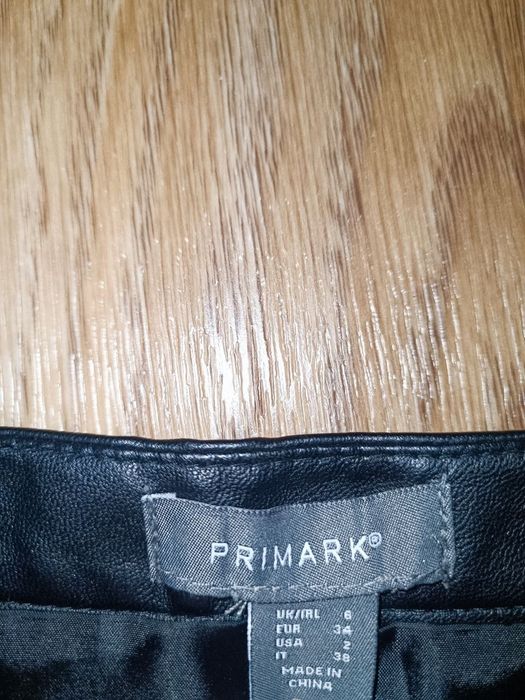 PRIMARK®
UK/IRL 6
EUR 34
USA 2
IT 38
MADE IN
CHINA